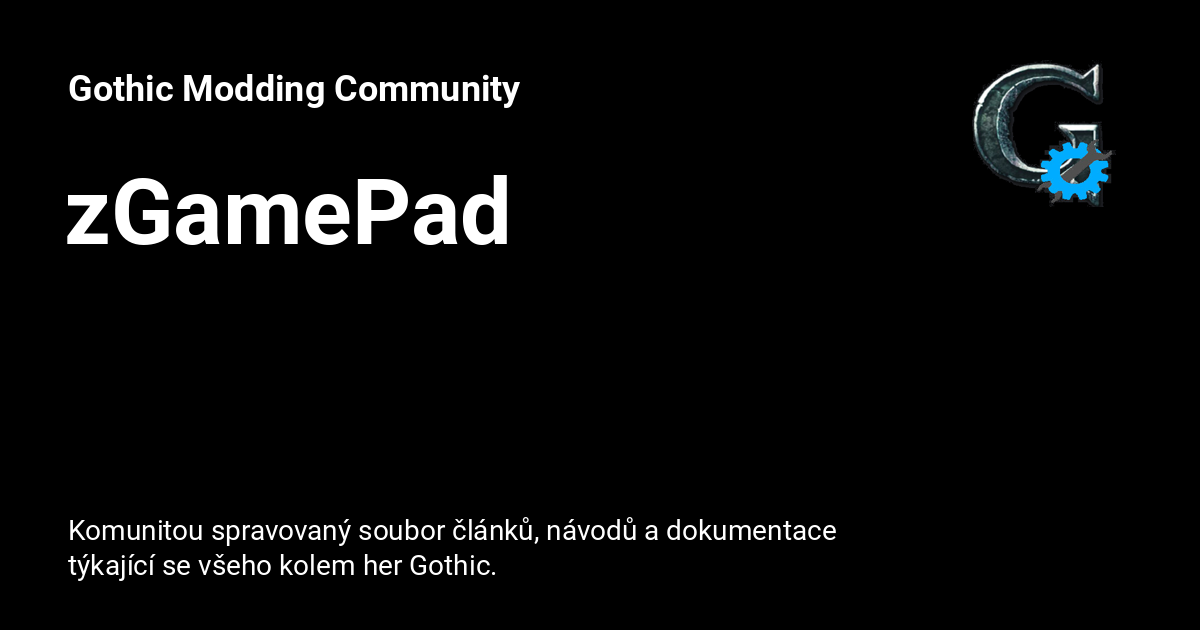 Gothic Modding Community
zGamePad
Komunitou spravovaný soubor článků, návodů a dokumentace
týkající se všeho kolem her Gothic.